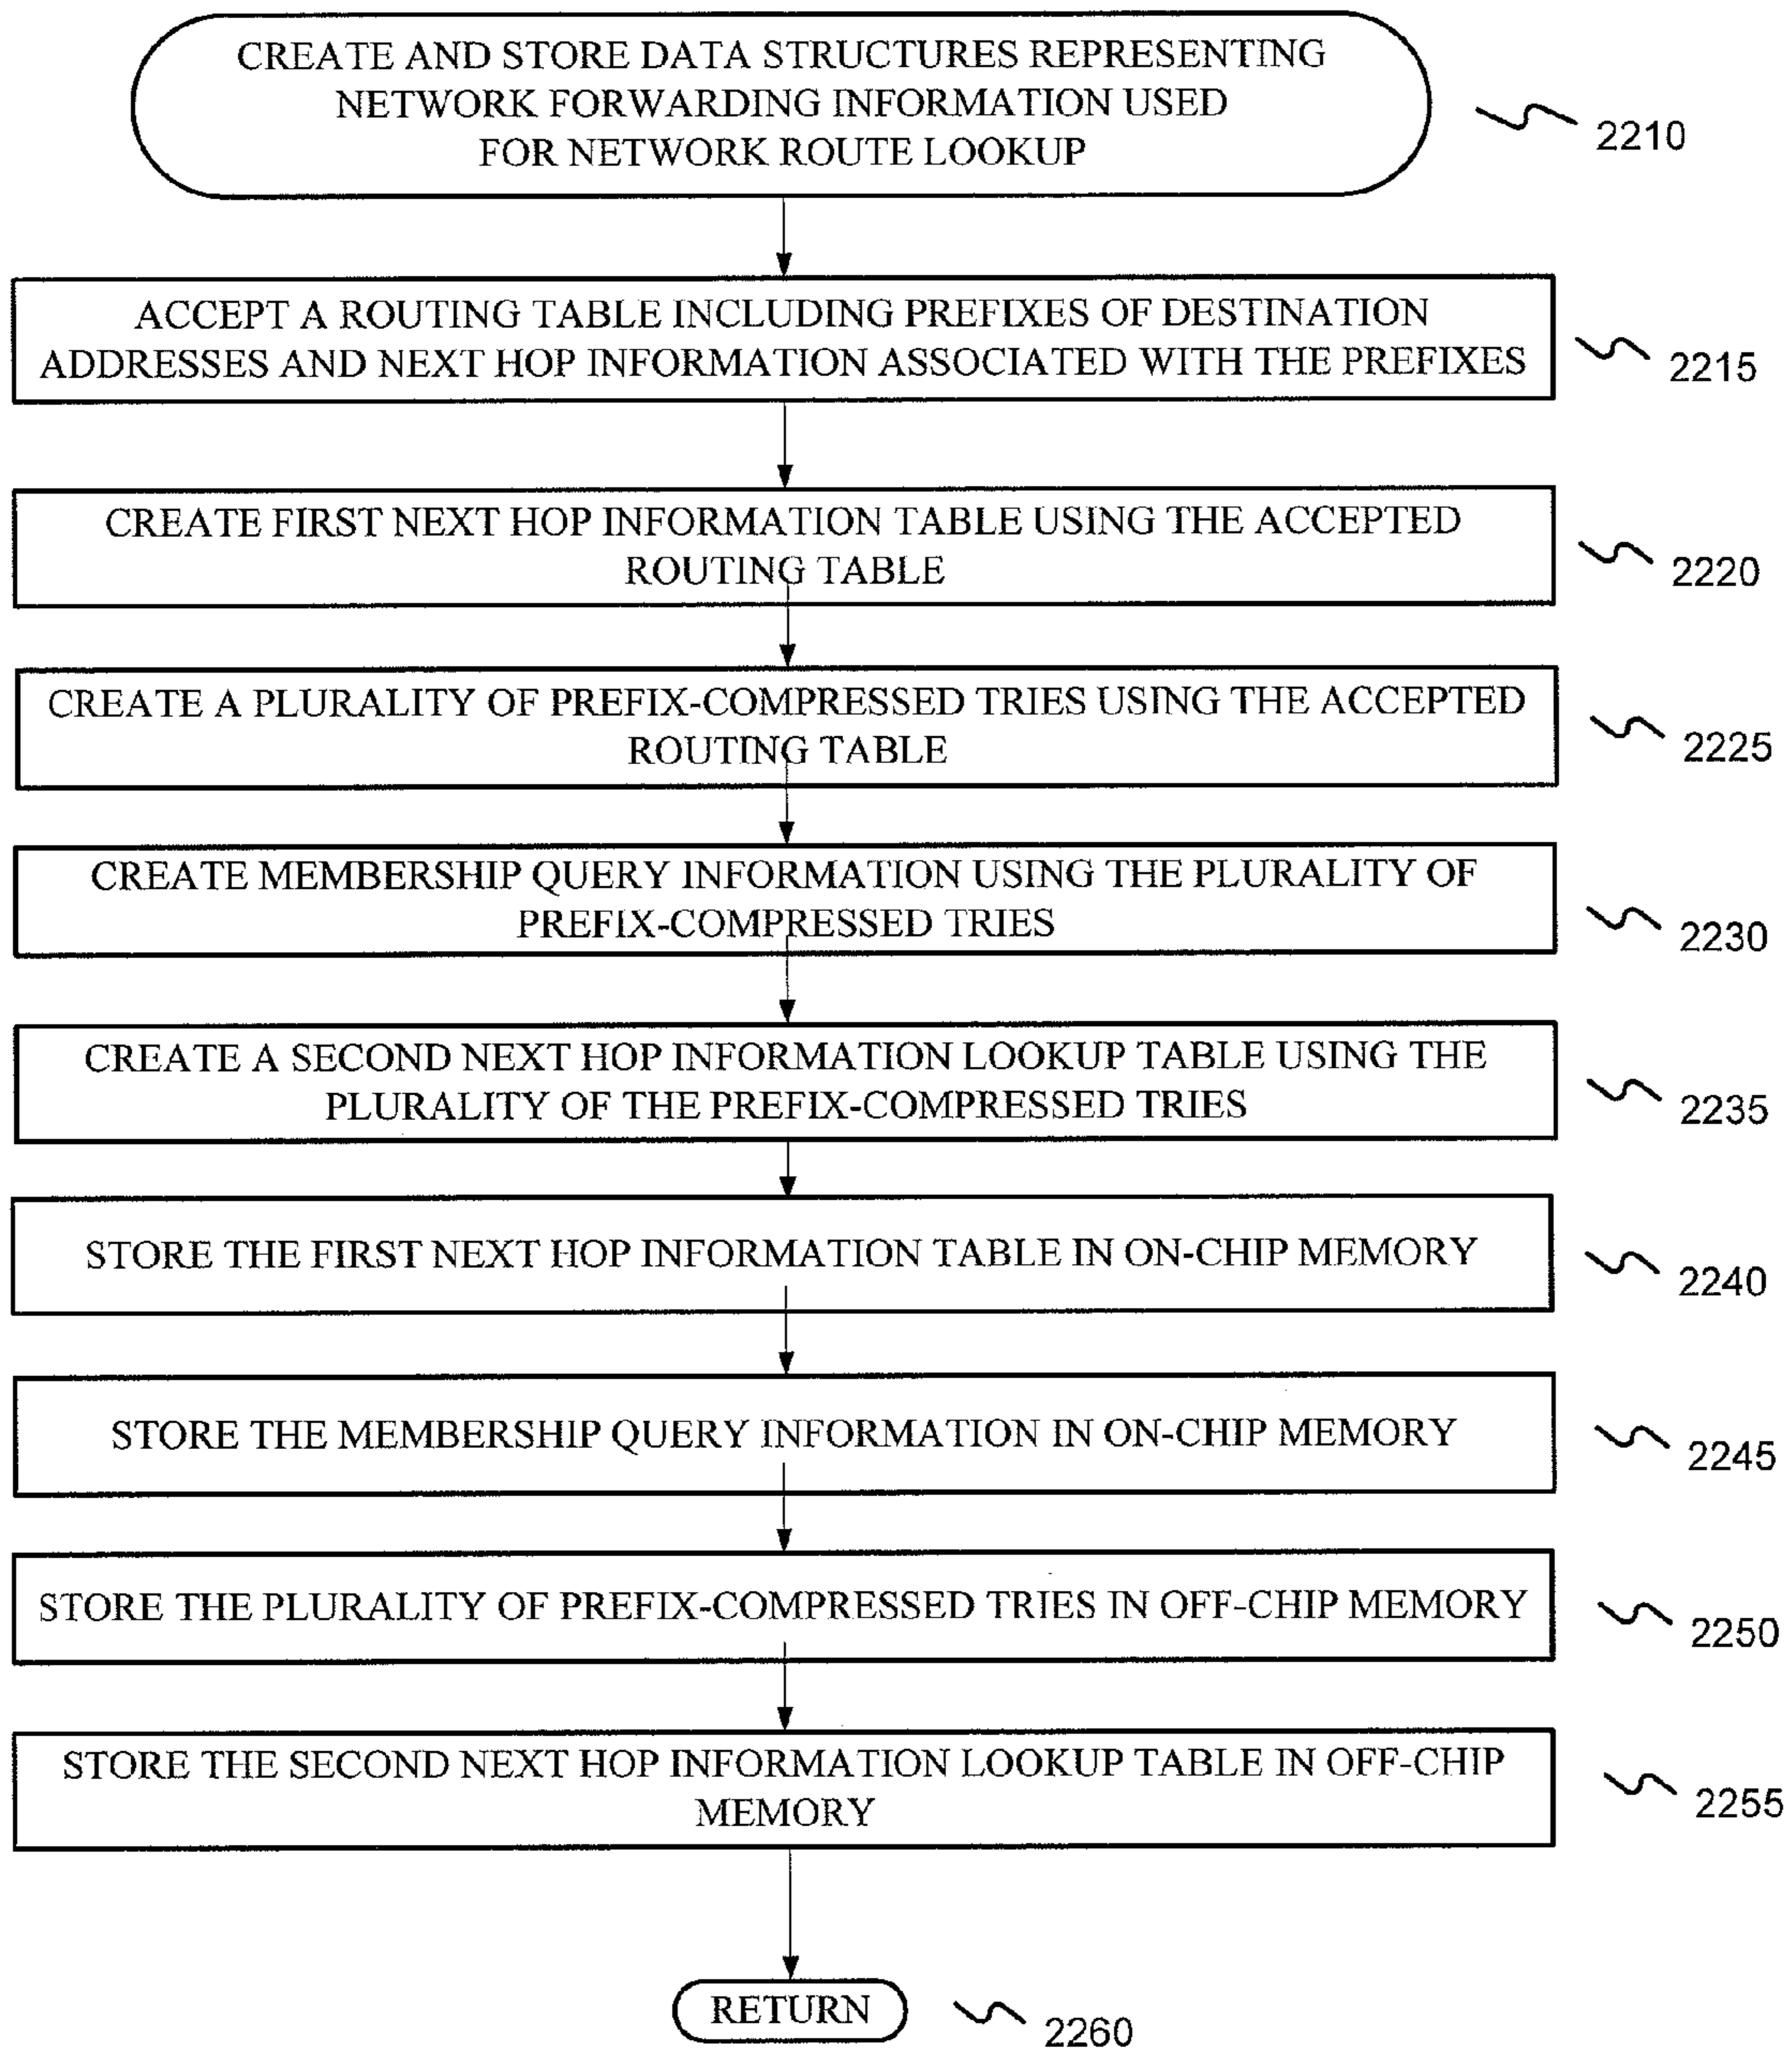 CREATE AND STORE DATA STRUCTURES REPRESENTING
NETWORK FORWARDING INFORMATION USED
FOR NETWORK ROUTE LOOKUP
2210
ACCEPT A ROUTING TABLE INCLUDING PREFIXES OF DESTINATION
ADDRESSES AND NEXT HOP INFORMATION ASSOCIATED WITH THE PREFIXES
2215
CREATE FIRST NEXT HOP INFORMATION TABLE USING THE ACCEPTED
ROUTING TABLE
2220
CREATE A PLURALITY OF PREFIX-COMPRESSED TRIES USING THE ACCEPTED
ROUTING TABLE
2225
CREATE MEMBERSHIP QUERY INFORMATION USING THE PLURALITY OF
PREFIX-COMPRESSED TRIES
2230
CREATE A SECOND NEXT HOP INFORMATION LOOKUP TABLE USING THE
PLURALITY OF THE PREFIX-COMPRESSED TRIES
2235
STORE THE FIRST NEXT HOP INFORMATION TABLE IN ON-CHIP MEMORY
2240
STORE THE MEMBERSHIP QUERY INFORMATION IN ON-CHIP MEMORY
2245
STORE THE PLURALITY OF PREFIX-COMPRESSED TRIES IN OFF-CHIP MEMORY
2250
STORE THE SECOND NEXT HOP INFORMATION LOOKUP TABLE IN OFF-CHIP
MEMORY
2255
RETURN
2260